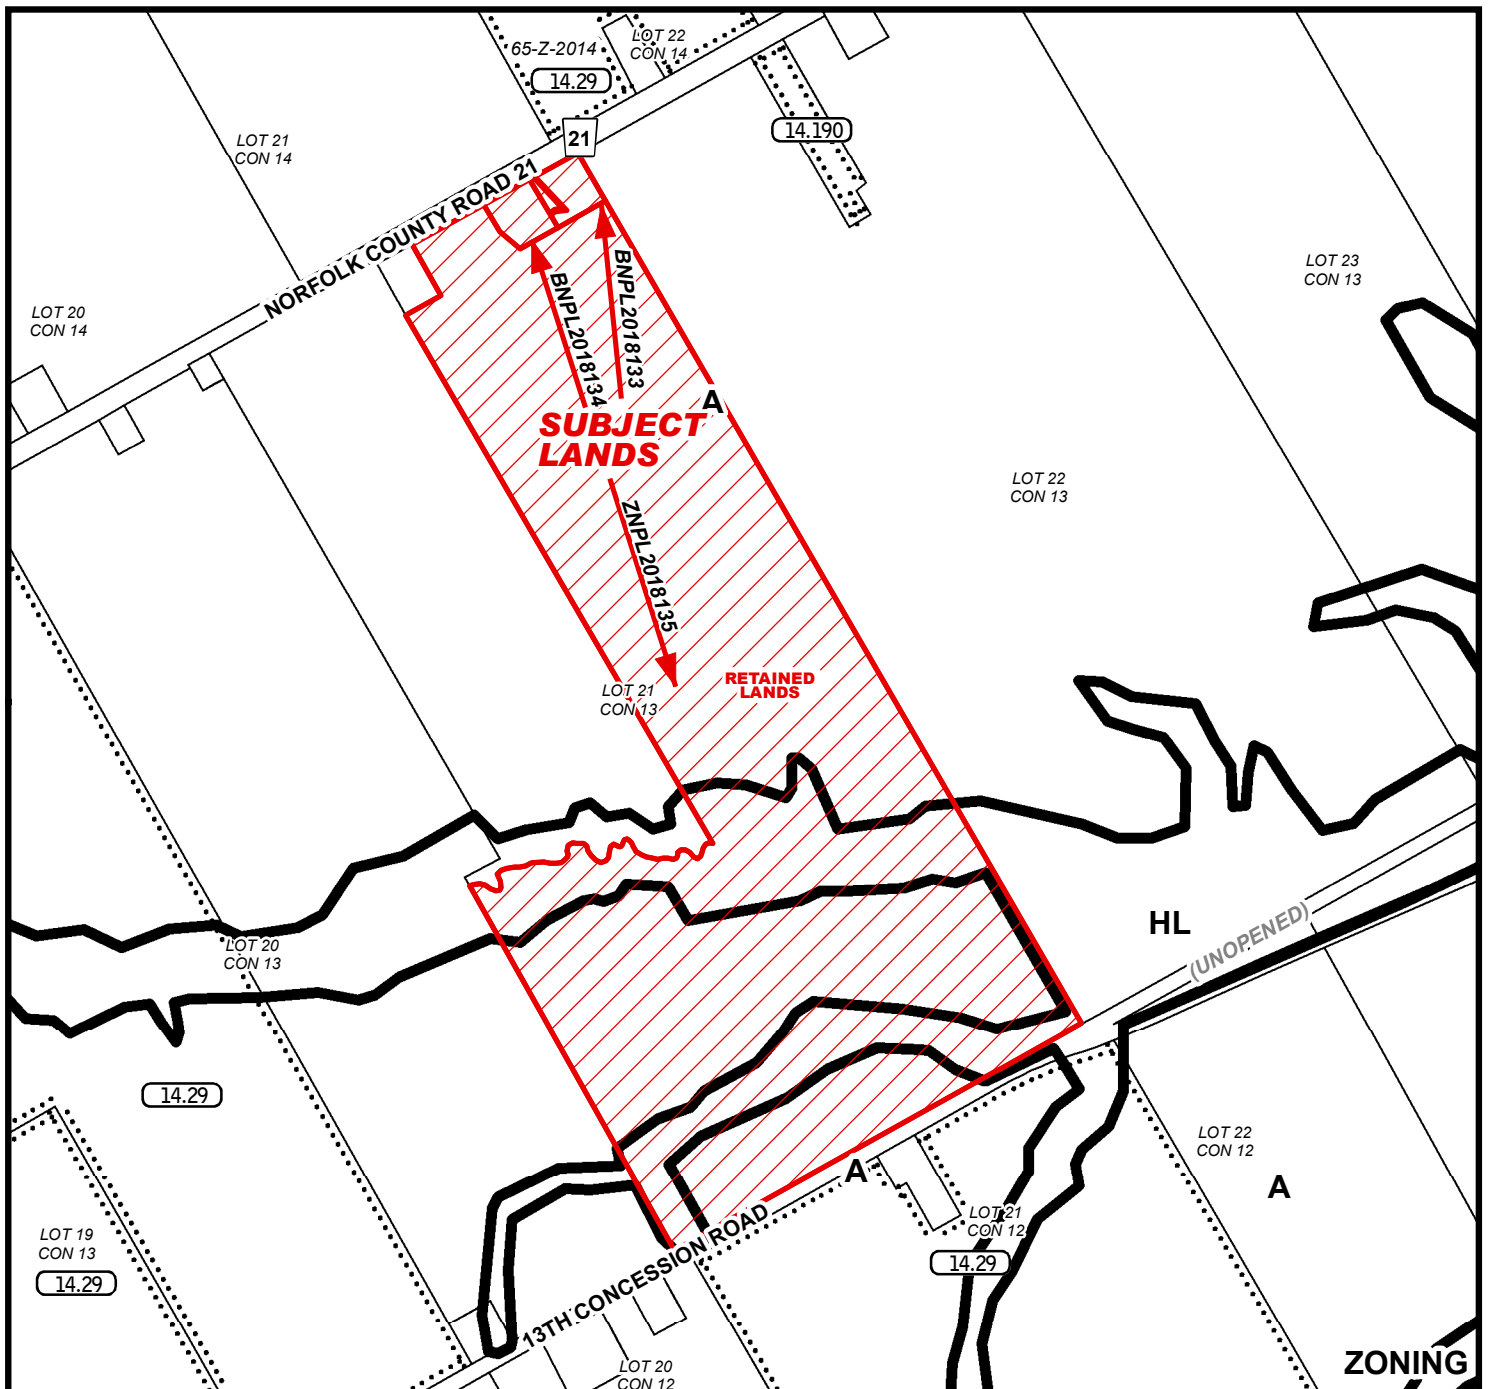 65-Z-2014
LOT 22
CON 14
14.29
21
14.190
LOT 21
CON 14
NORFOLK COUNTY ROAD 21
LOT 23
CON 13
LOT 20
CON 14
BNPL2018134
BNPL2018133
A
SUBJECT
LANDS
LOT 22
CON 13
ZNPL2018135
RETAINED
LANDS
LOT 21
CON 13
HL
(UNOPENED)
LOT 20
CON 13
14.29
LOT 22
CON 12
A
A
LOT 21
CON 12
14.29
LOT 19
CON 13
14.29
13TH CONCESSION ROAD
LOT 20
CON 12
ZONING